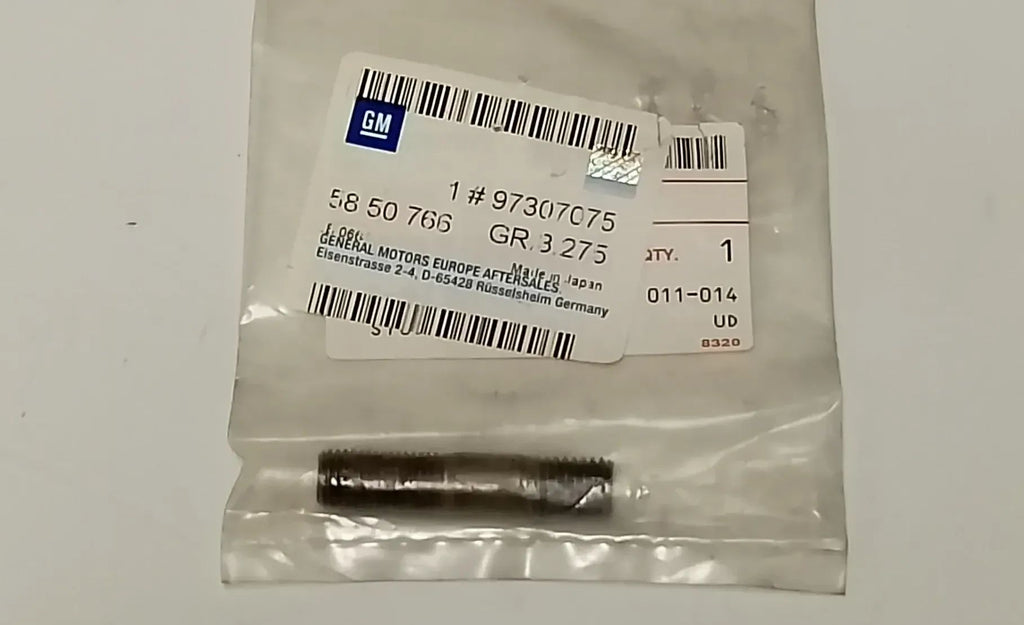 GM
1 # 97307075
58 50 766 GR.3.275
Made in Japan
GENERAL MOTORS EUROPE AFTERSALES
Eisenstrasse 2-4, D-65428 Rüsselsheim Germany
QTY. 1
011-014
UD
8320